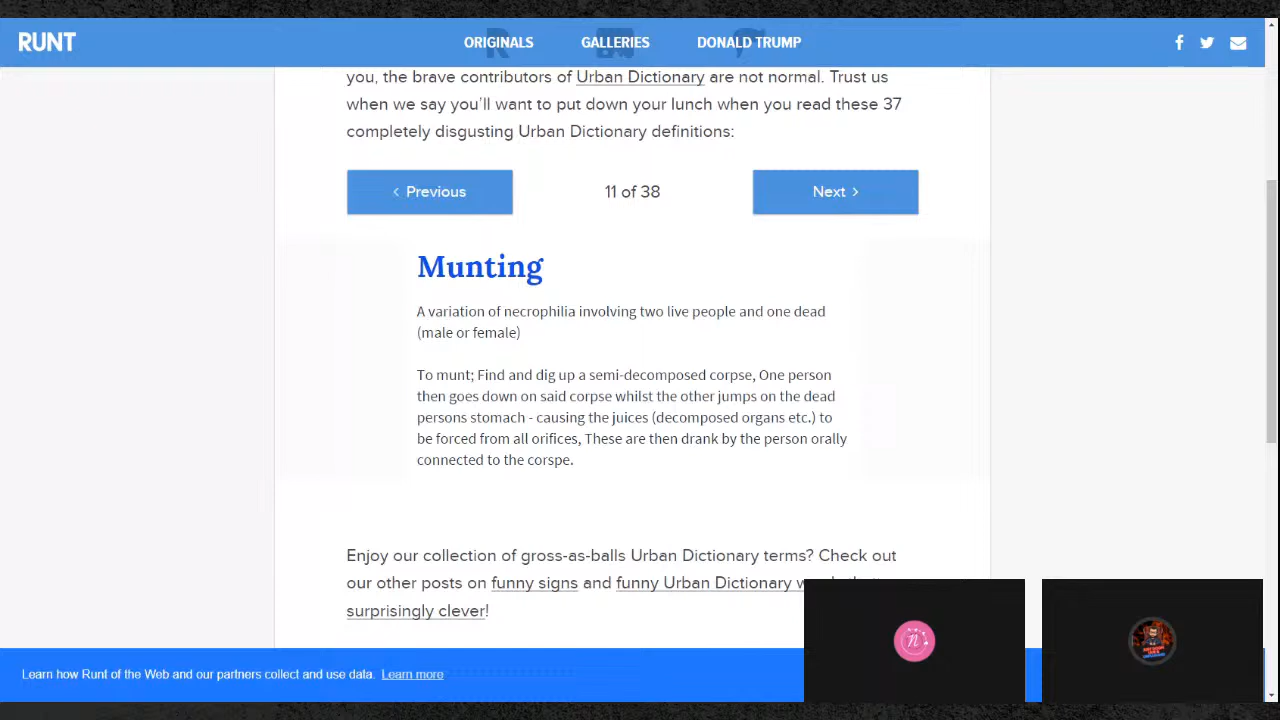 RUNT
ORIGINALS
GALLERIES
DONALD TRUMP
you, the brave contributors of Urban Dictionary are not normal. Trust us
when we say you'll want to put down your lunch when you read these 37
completely disgusting Urban Dictionary definitions:
Previous
11 of 38
Next
Munting
A variation of necrophilia involving two live people and one dead
(male or female)
To munt; Find and dig up a semi-decomposed corpse, One person
then goes down on said corpse whilst the other jumps on the dead
persons stomach - causing the juices (decomposed organs etc.) to
be forced from all orifices, These are then drank by the person orally
connected to the corspe.
Enjoy our collection of gross-as-balls Urban Dictionary terms? Check out
our other posts on funny signs and funny Urban Dictionary
surprisingly clever!
Learn how Runt of the Web and our partners collect and use data. Learn more